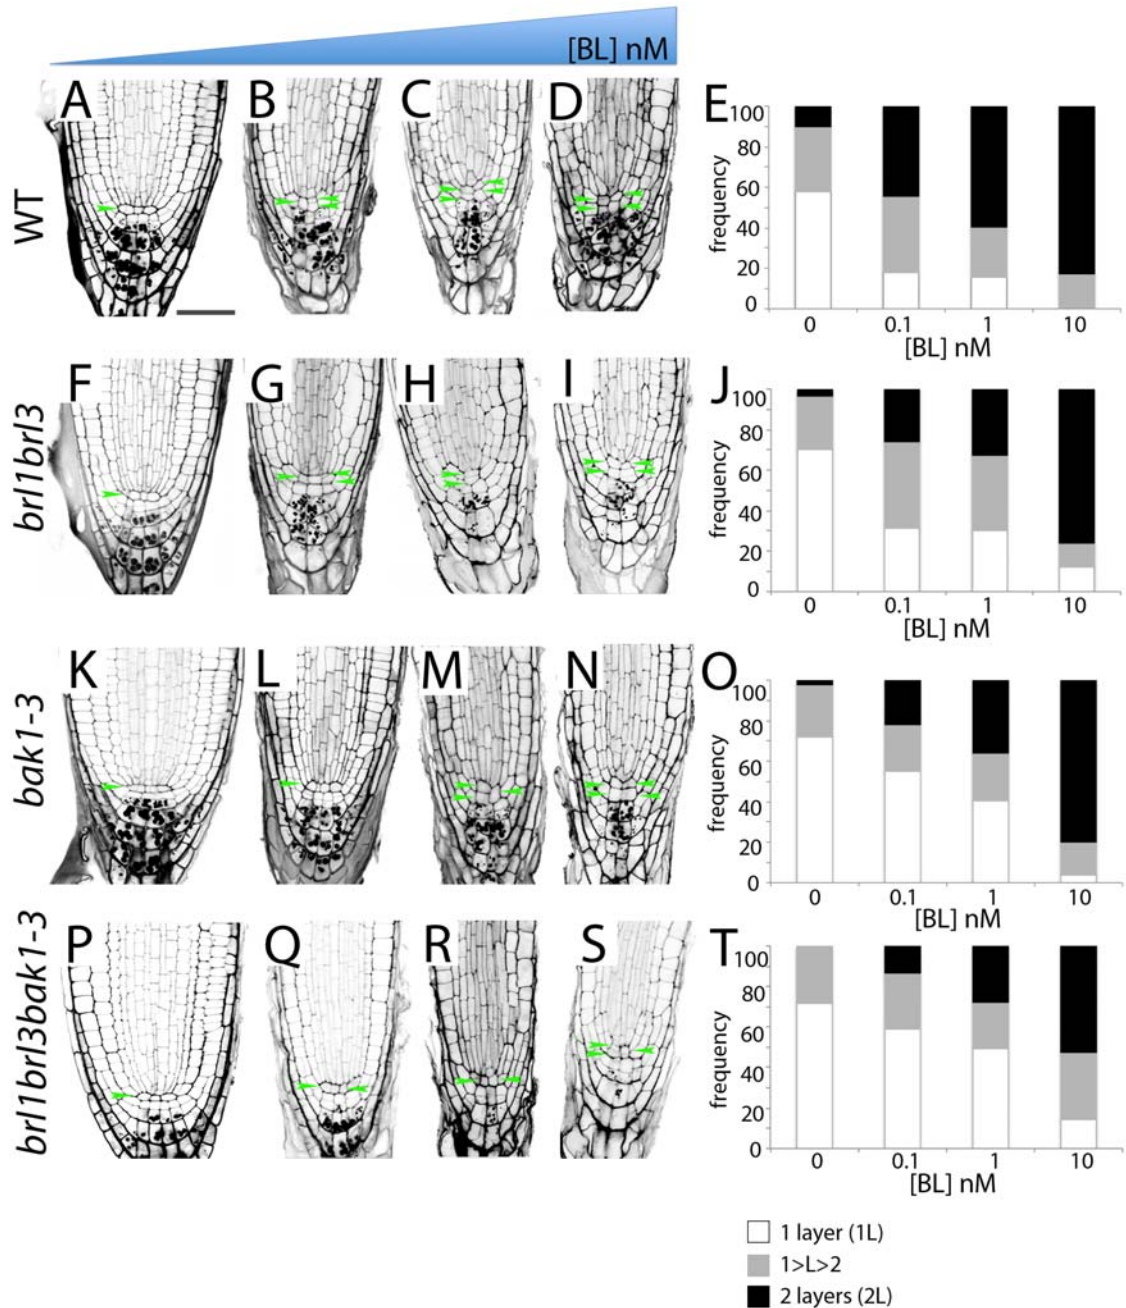 [BL] nM
A
B
C
D
E
WT
100
80
60
40
20
0
frequency
0 0.1 1 10
[BL] nM
F
G
H
I
J
brl1brl3
100
80
60
40
20
0
frequency
0 0.1 1 10
[BL] nM
K
L
M
N
O
bak1-3
100
80
60
40
20
0
frequency
0 0.1 1 10
[BL] nM
P
Q
R
S
T
brl1brl3bak1-3
100
80
60
40
20
0
frequency
0 0.1 1 10
[BL] nM
1 layer (1L)
1>L>2
2 layers (2L)